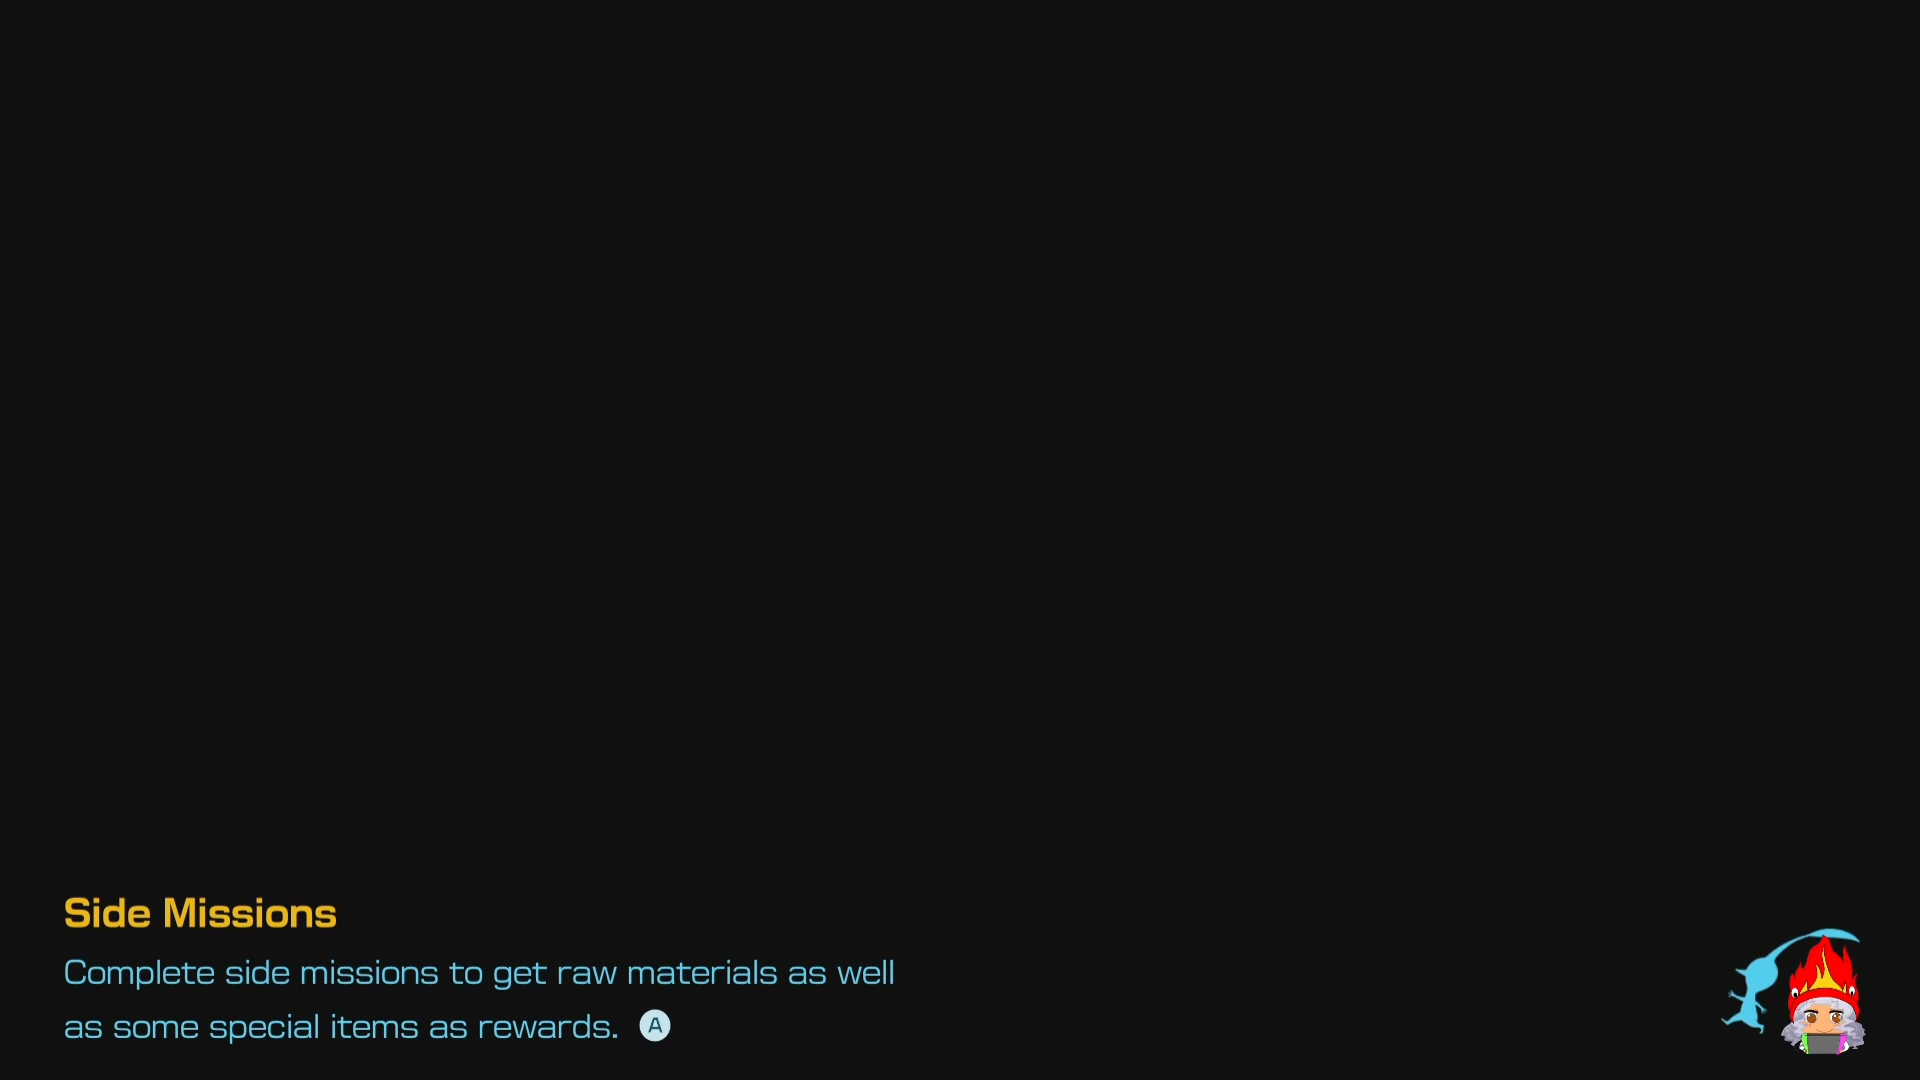 Side Missions
Complete side missions to get raw materials as well
as some special items as rewards. A